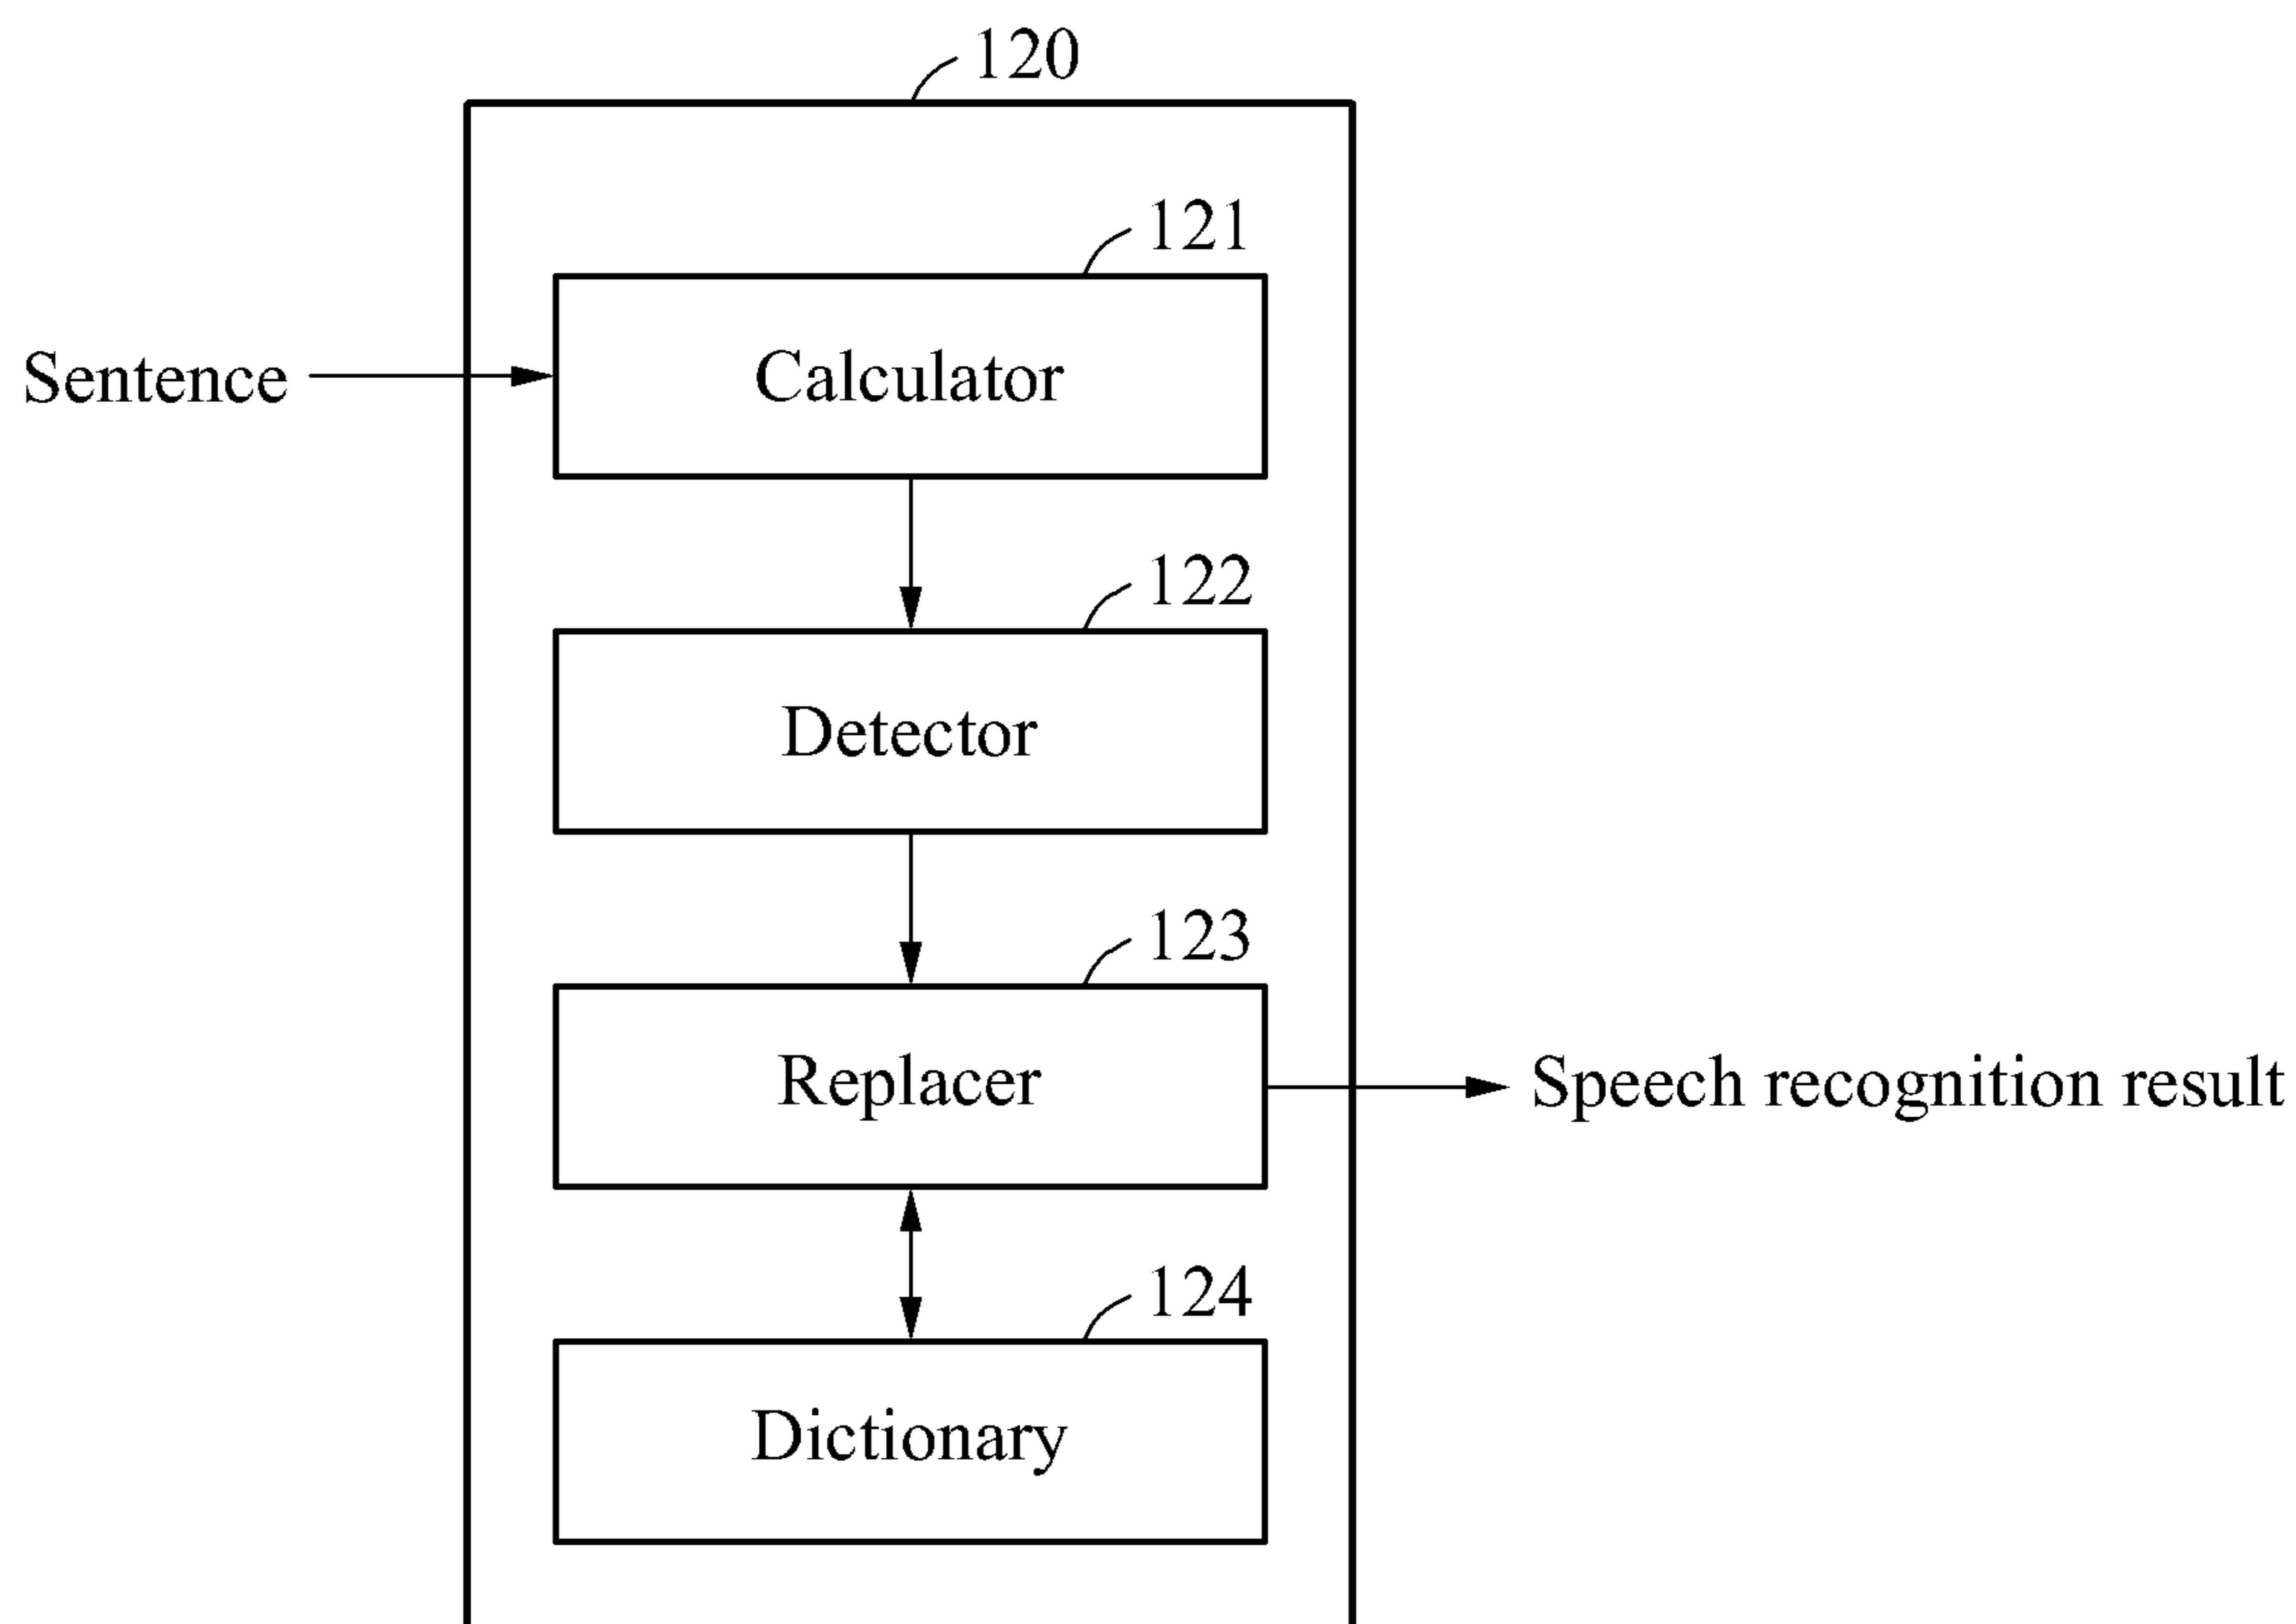 120
121
Sentence
Calculator
122
Detector
123
Replacer
Speech recognition result
124
Dictionary